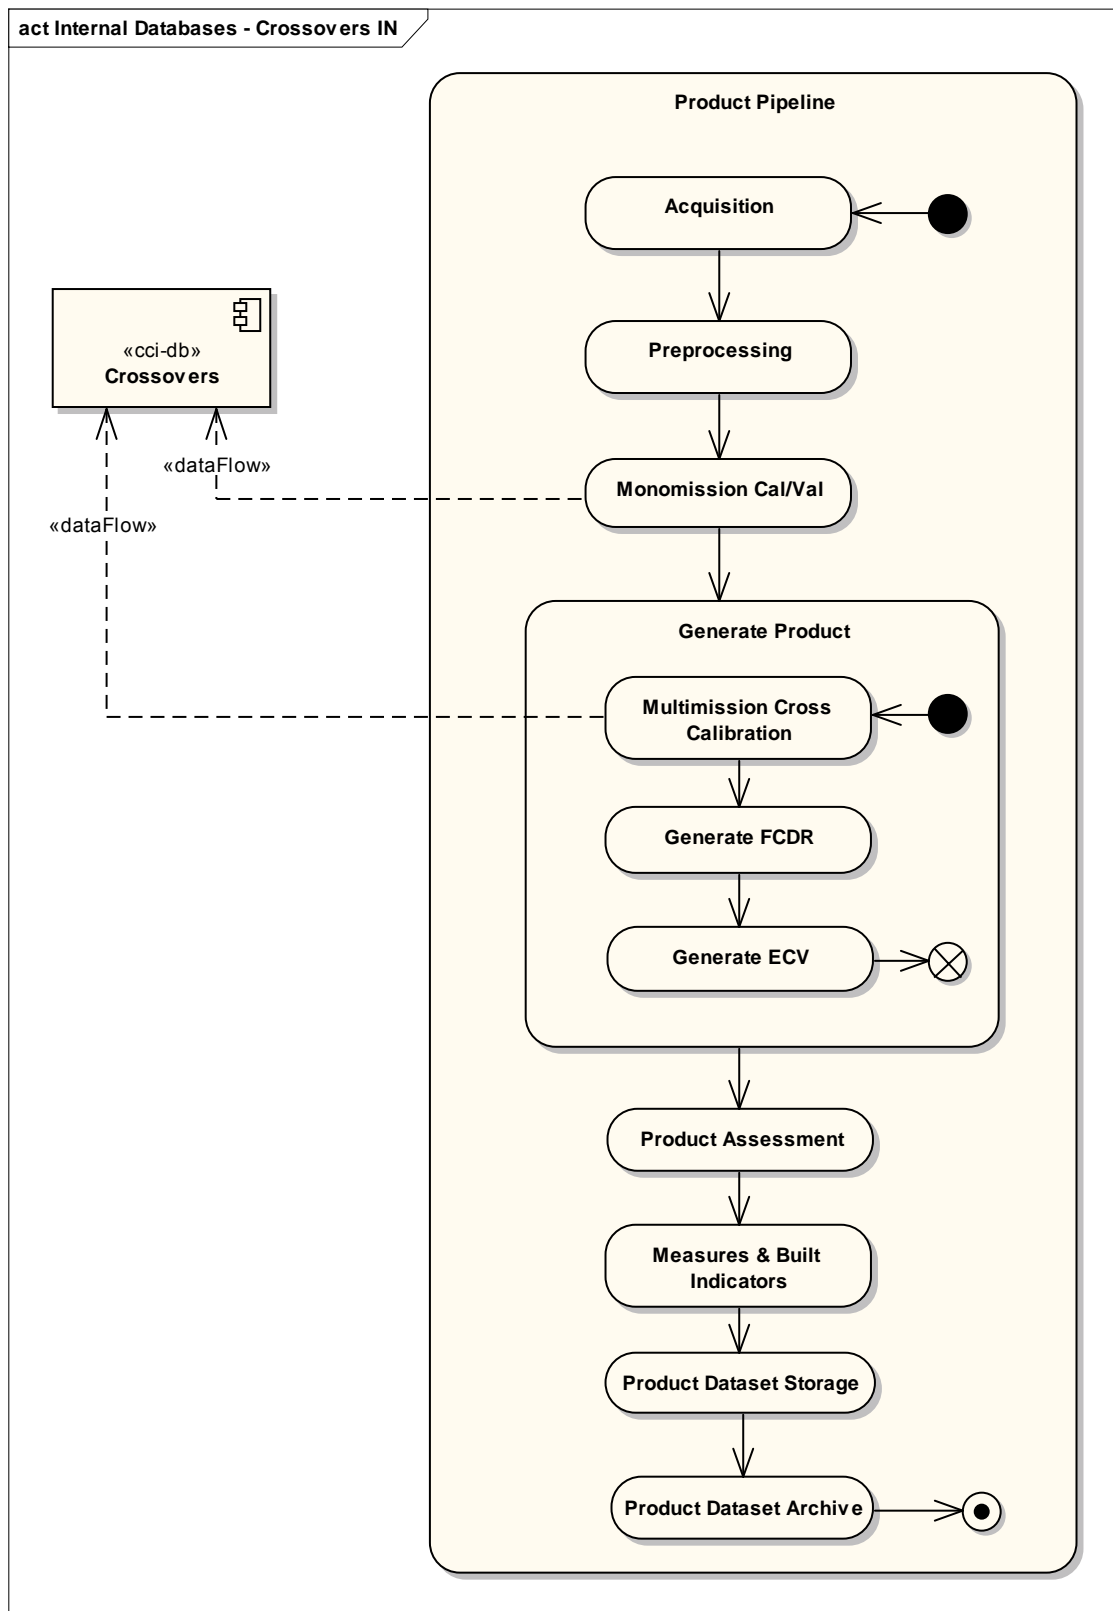 act Internal Databases - Crossovers IN
Product Pipeline
Acquisition
Preprocessing
«cci-db»
Crossovers
«dataFlow»
Monomission Cal/Val
«dataFlow»
Generate Product
Multimission Cross
Calibration
Generate FCDR
Generate ECV
Product Assessment
Measures & Built
Indicators
Product Dataset Storage
Product Dataset Archive